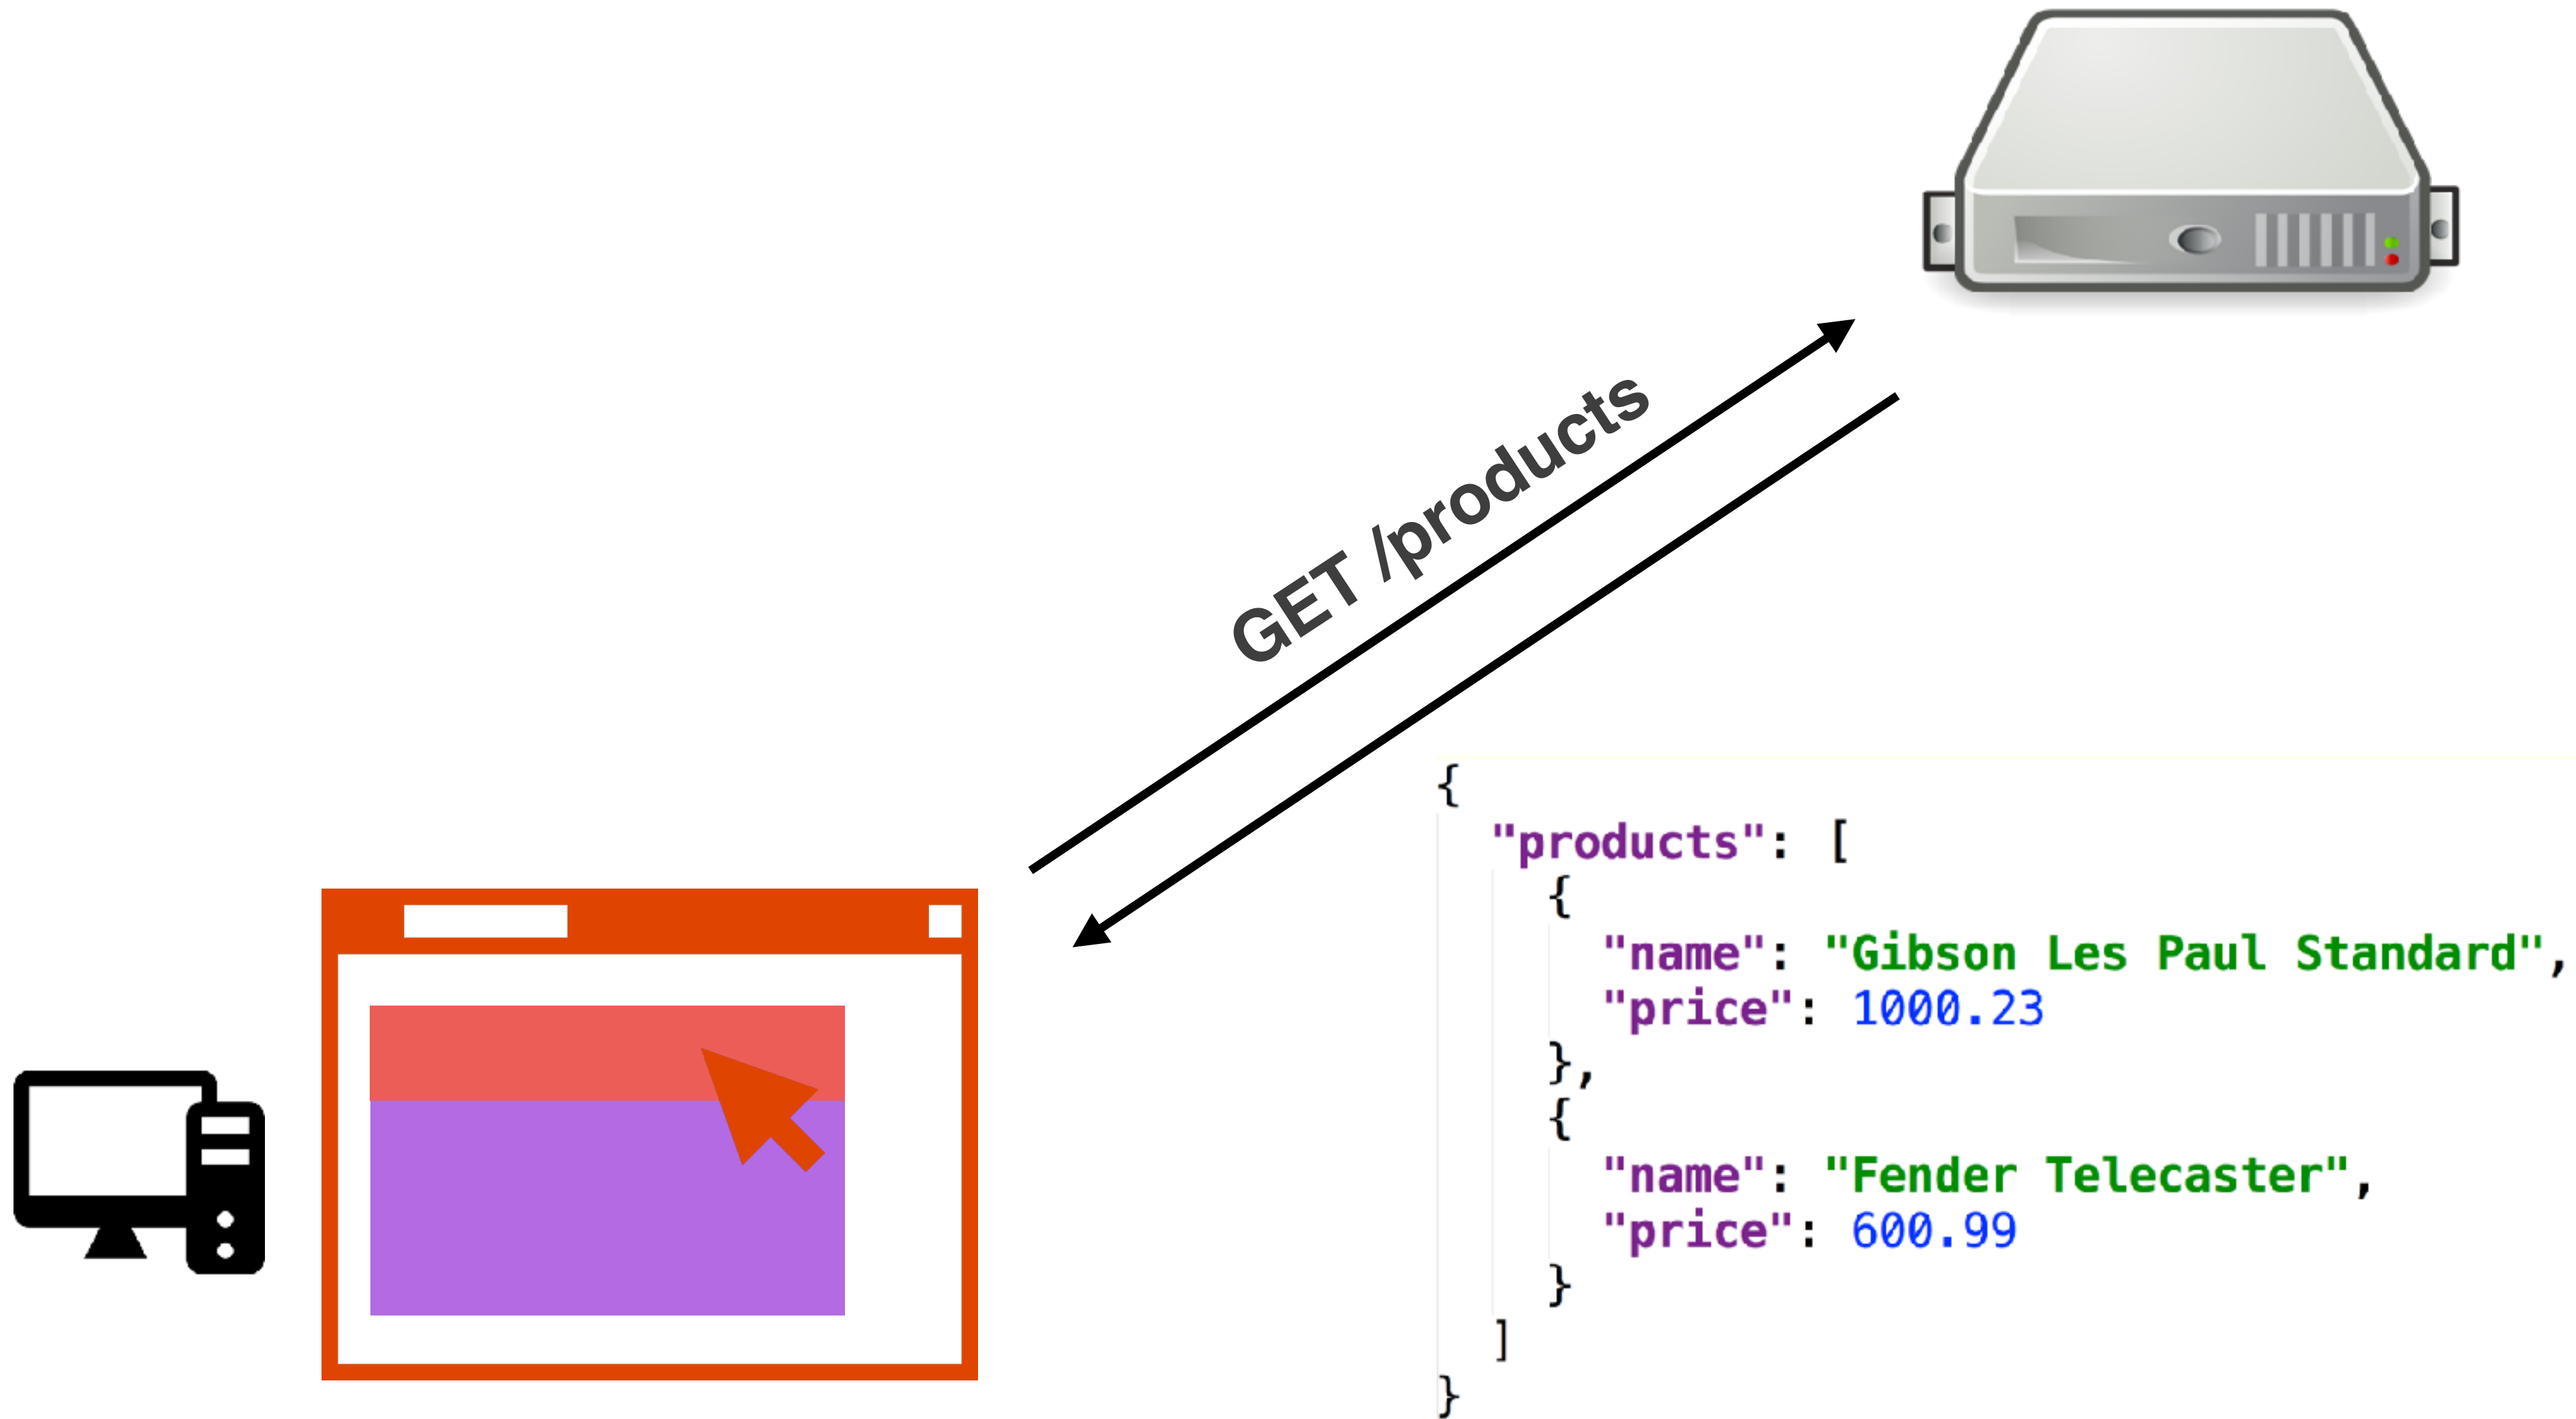 GET /products
{
"products": [
{
"name": "Gibson Les Paul Standard",
"price": 1000.23
},
{
"name": "Fender Telecaster",
"price": 600.99
}
]
}